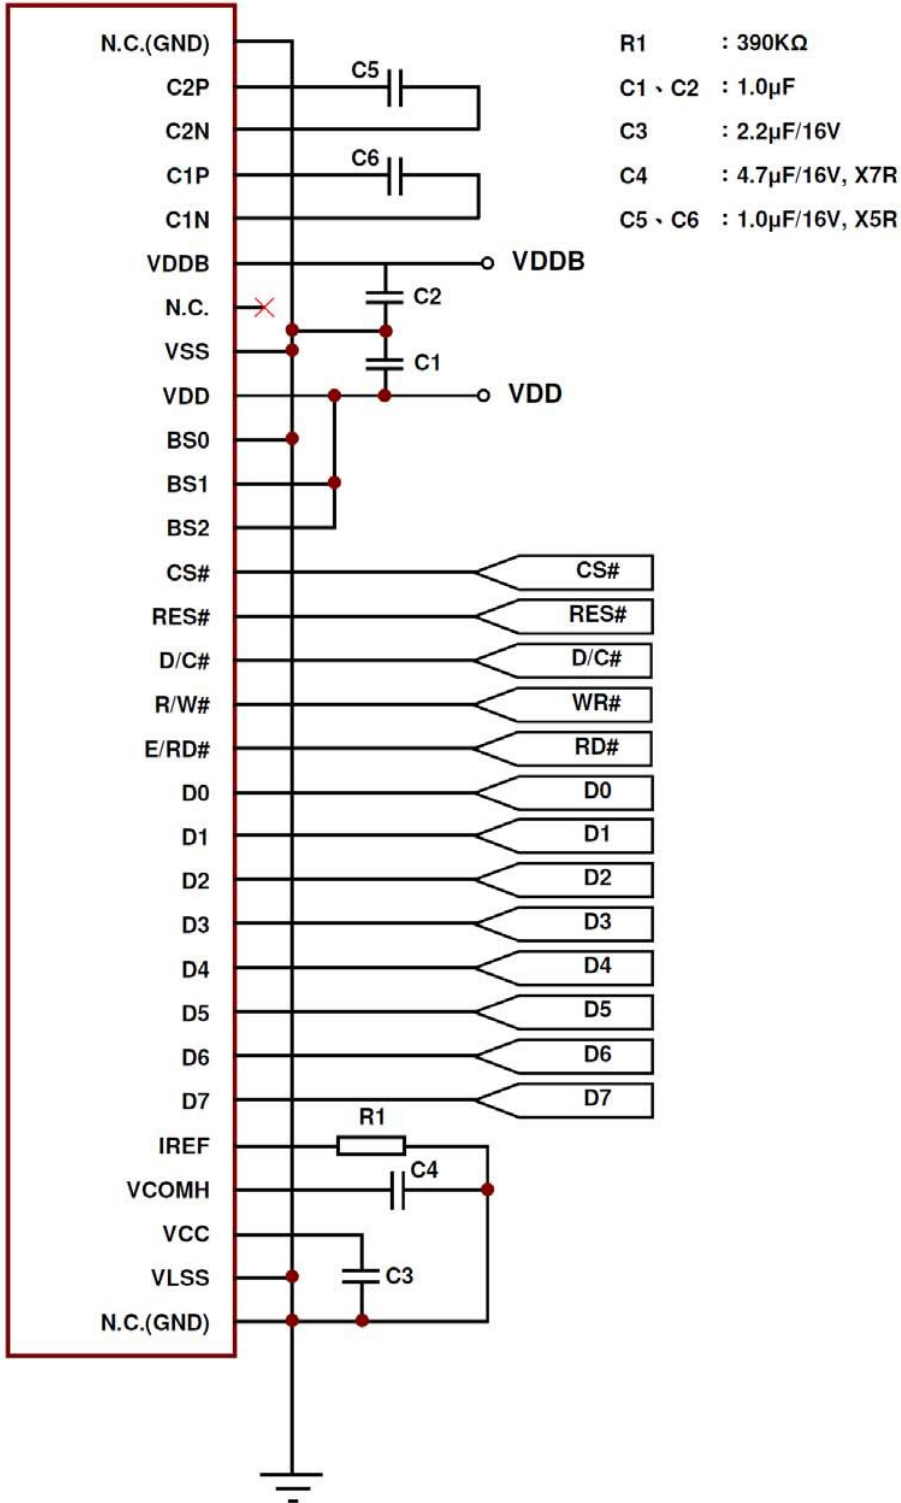 N.C.(GND)
C2P
C2N
C1P
C1N
VDDB
N.C.
VSS
VDD
BS0
BS1
BS2
CS#
RES#
D/C#
R/W#
E/RD#
D0
D1
D2
D3
D4
D5
D6
D7
IREF
VCOMH
VCC
VLSS
N.C.(GND)
C5
C6
VDDB
C2
C1
VDD
CS#
RES#
D/C#
WR#
RD#
D0
D1
D2
D3
D4
D5
D6
D7
R1
C4
C3
R1 : 390KΩ
C1、C2 : 1.0μF
C3 : 2.2μF/16V
C4 : 4.7μF/16V, X7R
C5、C6 : 1.0μF/16V, X5R